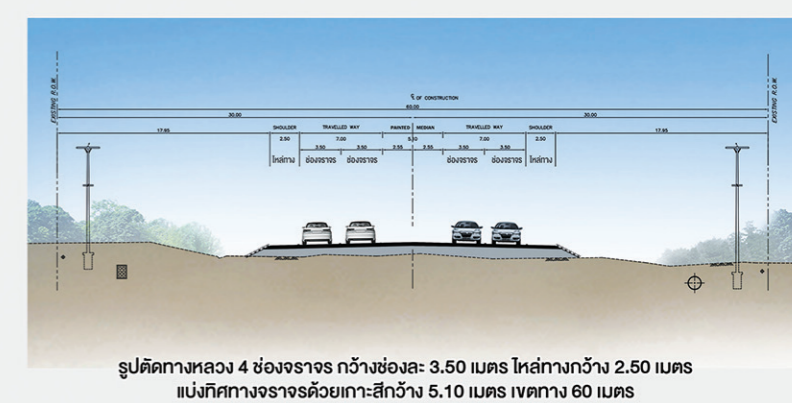 ℄ OF CONSTRUCTION
60.00
EXISTING R.O.W. 30.00 30.00 EXISTING R.O.W.
17.95 SHOULDER TRAVELLED WAY PAINTED MEDIAN TRAVELLED WAY SHOULDER 17.95
2.50 7.00 5.10 7.00 2.50
3.50 3.50 2.55 2.55 3.50 3.50
ไหล่ทาง ช่องจราจร ช่องจราจร ช่องจราจร ช่องจราจร ไหล่ทาง
รูปตัดทางหลวง 4 ช่องจราจร กว้างช่องละ 3.50 เมตร ไหล่ทางกว้าง 2.50 เมตร
แบ่งทิศทางจราจรด้วยเกาะสีกว้าง 5.10 เมตร เขตทาง 60 เมตร